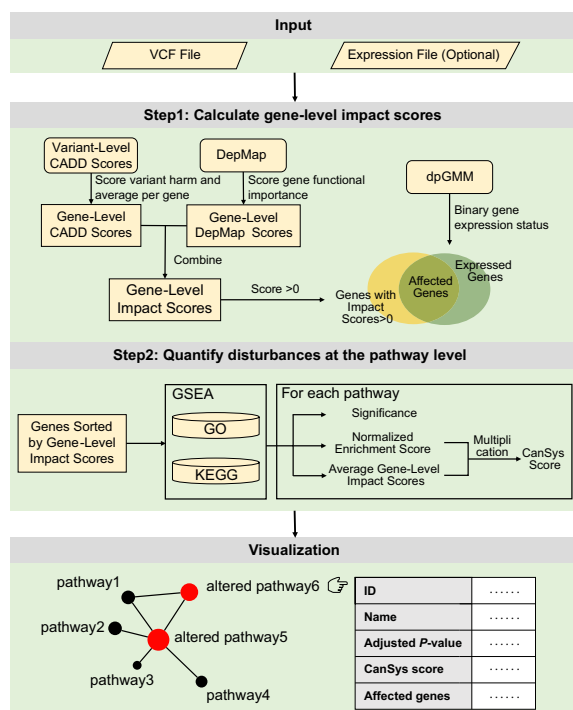 Input
VCF File
Expression File (Optional)
Step1: Calculate gene-level impact scores
Variant-Level
CADD Scores
DepMap
dpGMM
Score variant harm and
average per gene
Score gene functional
importance
Binary gene
expression status
Gene-Level
CADD Scores
Gene-Level
DepMap Scores
Combine
Gene-Level
Impact Scores
Score >0
Genes with
Impact
Scores>0
Affected
Genes
Expressed
Genes
Step2: Quantify disturbances at the pathway level
Genes Sorted
by Gene-Level
Impact Scores
GSEA
GO
KEGG
For each pathway
Significance
Normalized
Enrichment Score
Average Gene-Level
Impact Scores
Multipli
cation
CanSys
Score
Visualization
pathway1
altered pathway6
pathway2
altered pathway5
pathway3
pathway4
ID ······
Name ······
Adjusted P-value ······
CanSys score ······
Affected genes ······